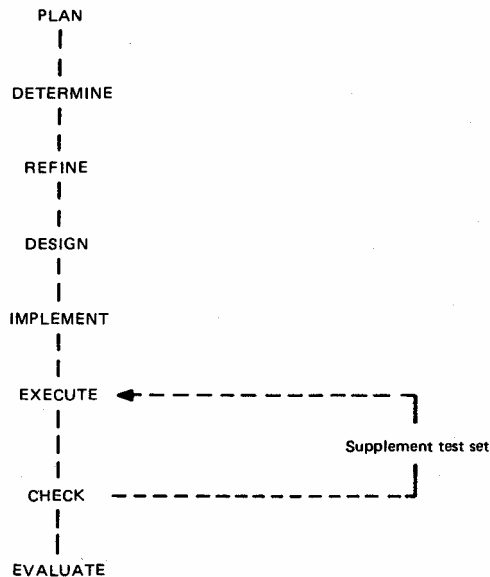 PLAN
DETERMINE
REFINE
DESIGN
IMPLEMENT
EXECUTE
Supplement test set
CHECK
EVALUATE